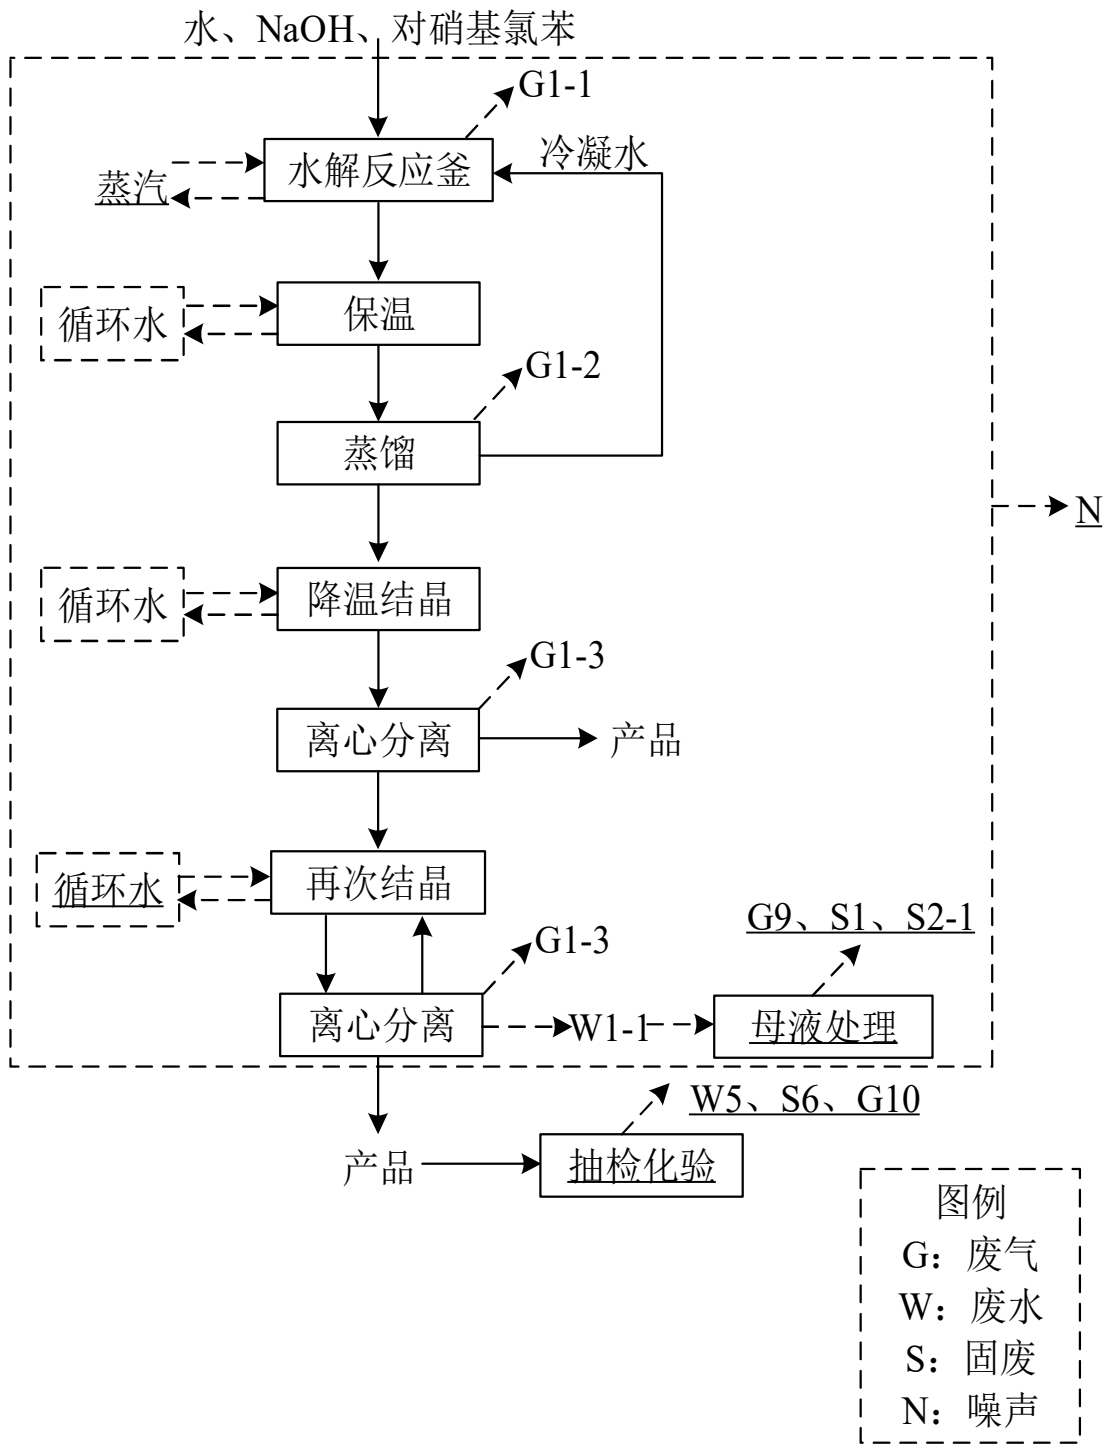 水、NaOH、对硝基氯苯
G1-1
冷凝水
水解反应釜
蒸汽
循环水
保温
G1-2
蒸馏
N
循环水
降温结晶
G1-3
离心分离
产品
循环水
再次结晶
G9、S1、S2-1
G1-3
离心分离
W1-1
母液处理
W5、S6、G10
产品
抽检化验
图例
G：废气
W：废水
S：固废
N：噪声